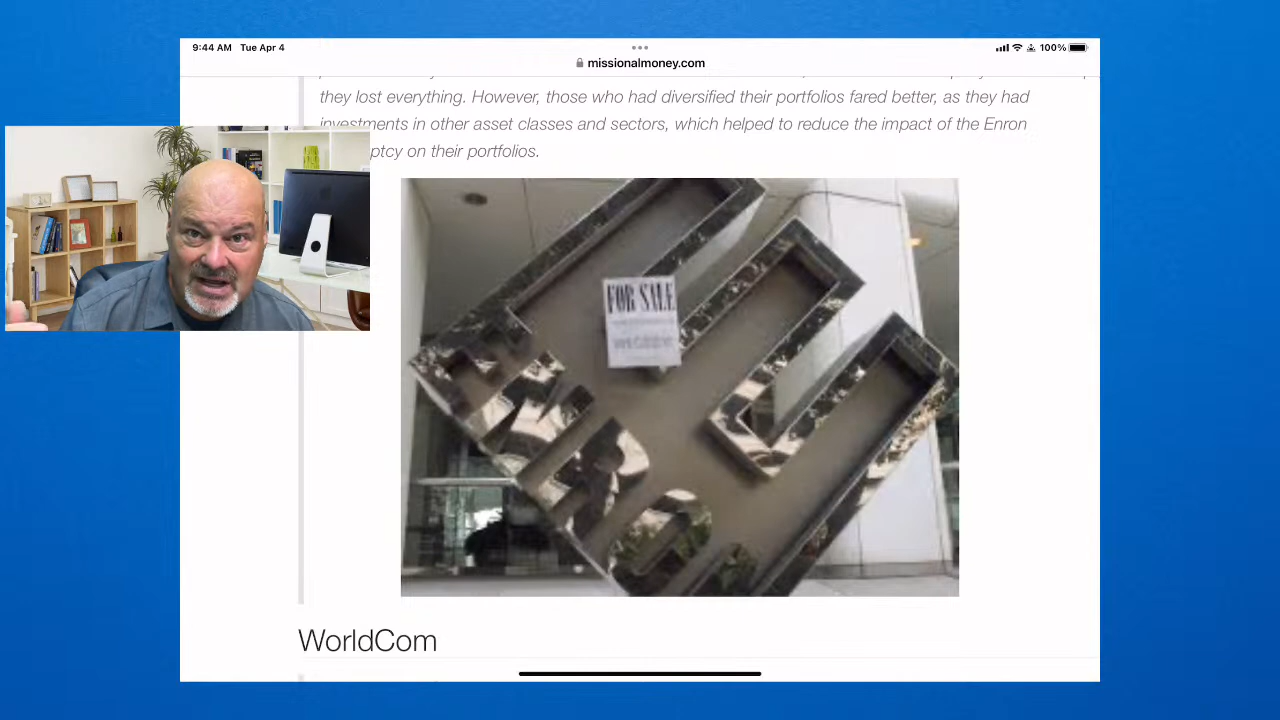 9:44 AM Tue Apr 4
100%
missionalmoney.com
they lost everything. However, those who had diversified their portfolios fared better, as they had
investments in other asset classes and sectors, which helped to reduce the impact of the Enron
ptcy on their portfolios.
FOR SALE
ENRON
WorldCom